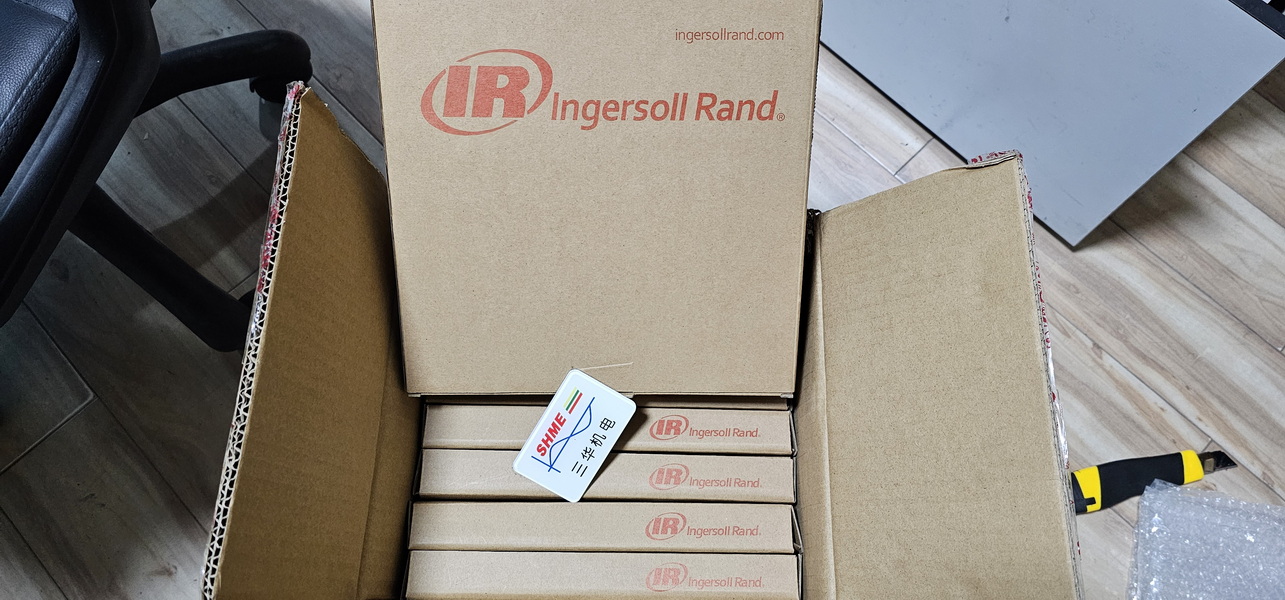 ingersollrand.com
IR Ingersoll Rand®
SHME
三华机电
IR Ingersoll Rand.
IR Ingersoll Rand.
IR Ingersoll Rand.
IR Ingersoll Rand.